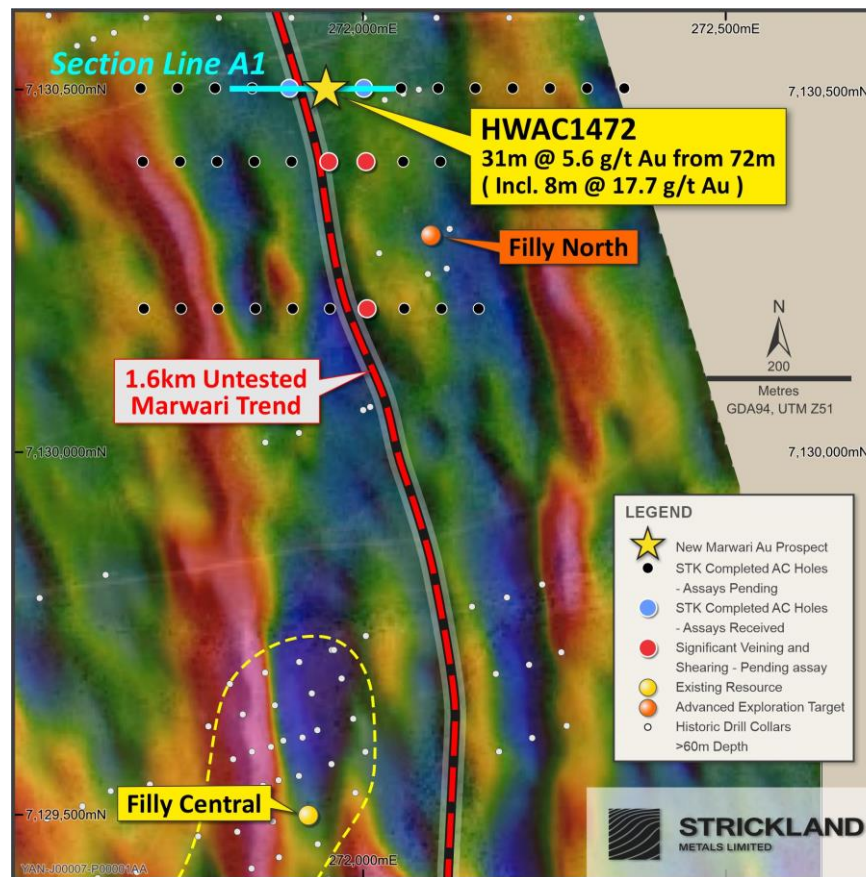 272,000mE
272,500mE
Section Line A1
7,130,500mN
7,130,500mN
HWAC1472
31m @ 5.6 g/t Au from 72m
( Incl. 8m @ 17.7 g/t Au )
Filly North
1.6km Untested
Marwari Trend
N
200
Metres
GDA94, UTM Z51
7,130,000mN
7,130,000mN
LEGEND
New Marwari Au Prospect
STK Completed AC Holes
- Assays Pending
STK Completed AC Holes
- Assays Received
Significant Veining and
Shearing - Pending assay
Existing Resource
Advanced Exploration Target
Historic Drill Collars
>60m Depth
Filly Central
7,129,500mN
272,000mE
YAN-J00007-P00001AA
STRICKLAND
METALS LIMITED